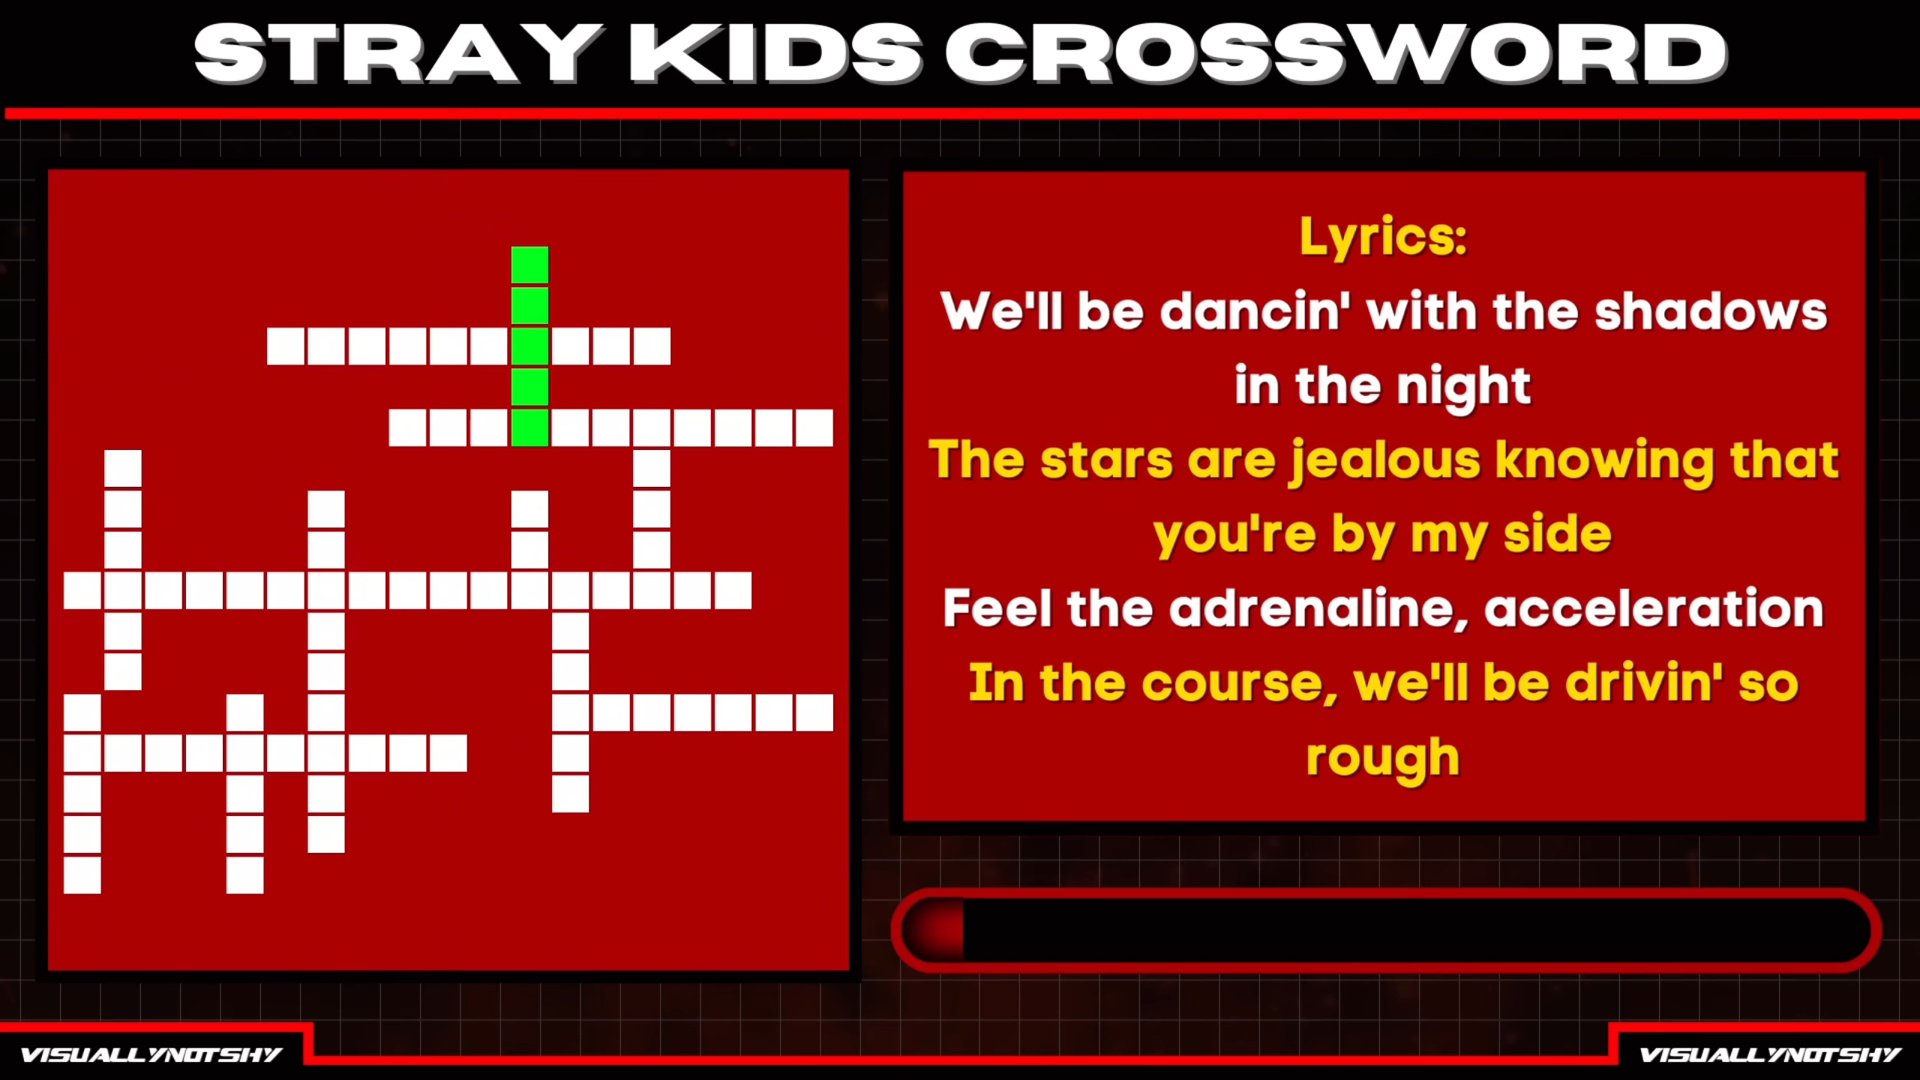 STRAY KIDS CROSSWORD
Lyrics:
We'll be dancin' with the shadows
in the night
The stars are jealous knowing that
you're by my side
Feel the adrenaline, acceleration
In the course, we'll be drivin' so
rough
VISUALLYNOTSHY
VISUALLYNOTSHY